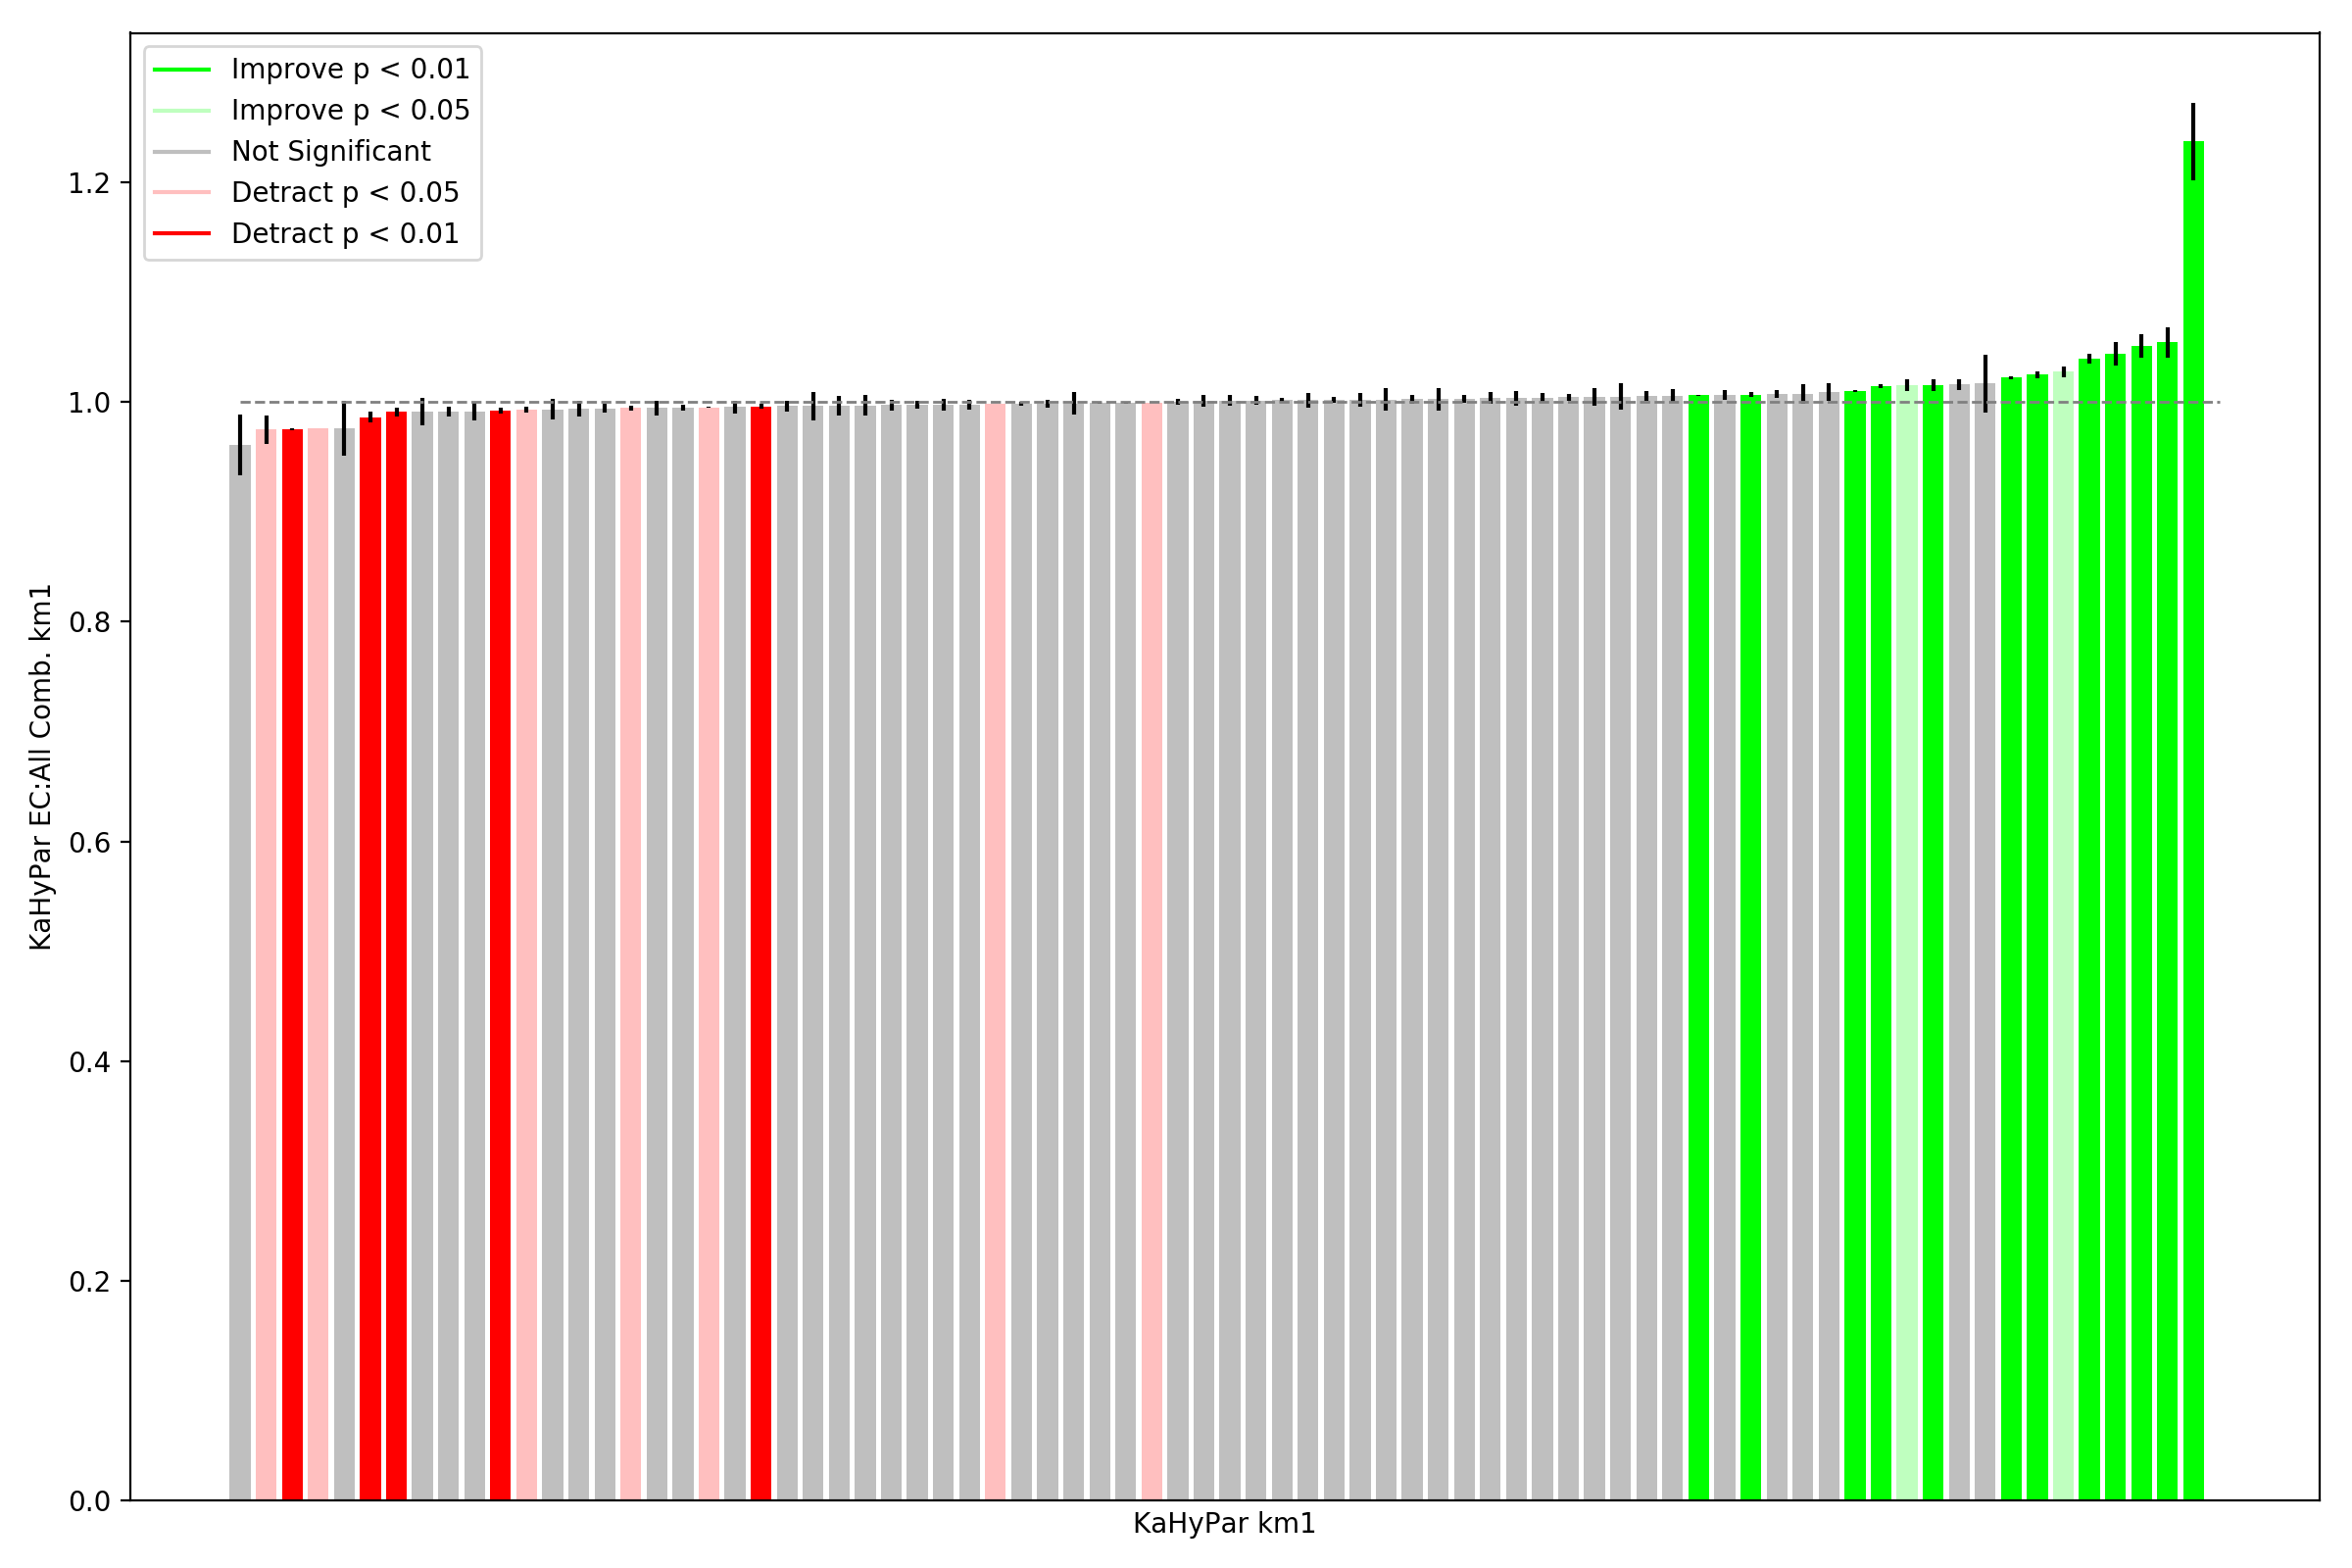 Improve p < 0.01
Improve p < 0.05
Not Significant
Detract p < 0.05
Detract p < 0.01
1.2
1.0
0.8
0.6
0.4
0.2
0.0
KaHyPar EC:All Comb. km1
KaHyPar km1